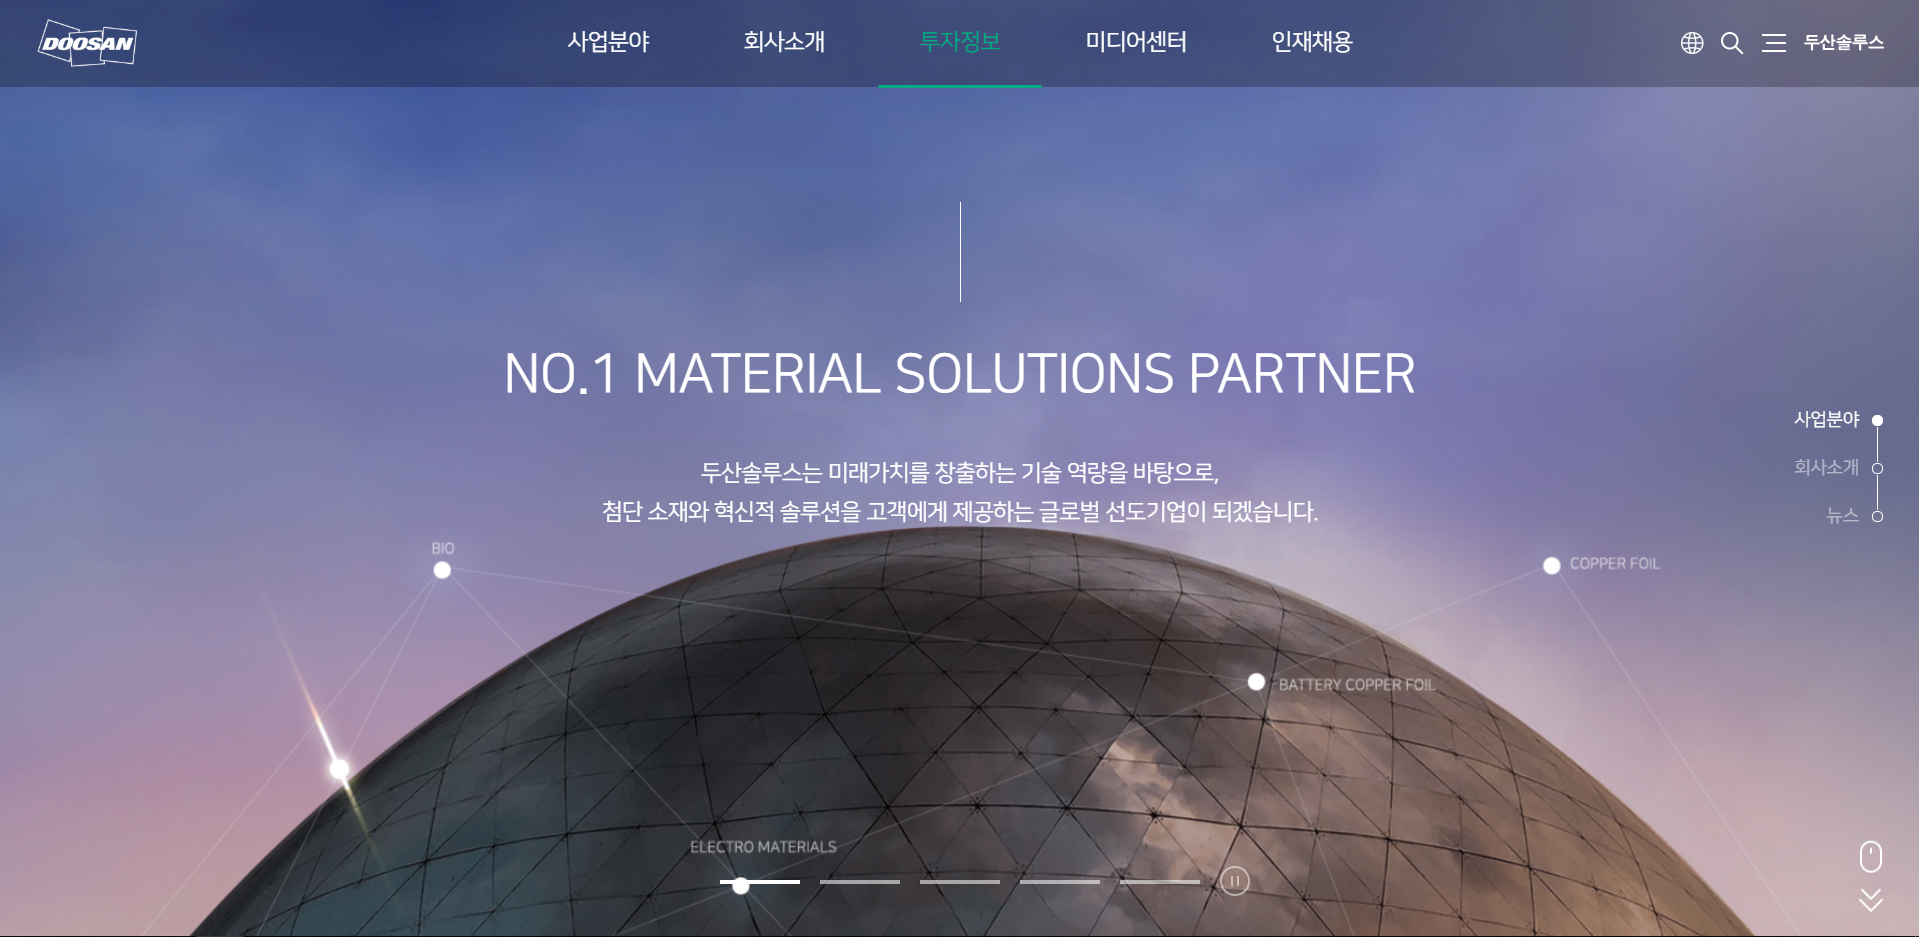 DOOSAN
사업분야 회사소개 투자정보 미디어센터 인재채용
두산솔루스
NO.1 MATERIAL SOLUTIONS PARTNER
두산솔루스는 미래가치를 창출하는 기술 역량을 바탕으로,
첨단 소재와 혁신적 솔루션을 고객에게 제공하는 글로벌 선도기업이 되겠습니다.
사업분야
회사소개
뉴스
BIO
COPPER FOIL
BATTERY COPPER FOIL
ELECTRO MATERIALS